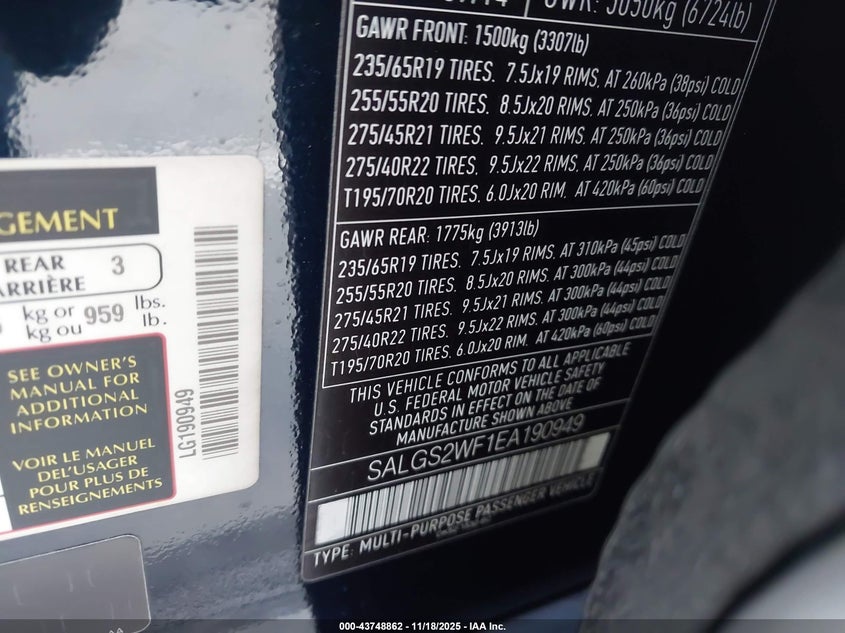 GWR: 3050kg (6724lb)
GAWR FRONT: 1500kg (3307lb)
235/65R19 TIRES. 7.5Jx19 RIMS. AT 260kPa (38psi) COLD
255/55R20 TIRES. 8.5Jx20 RIMS. AT 250kPa (36psi) COLD
275/45R21 TIRES. 9.5Jx21 RIMS. AT 250kPa (36psi) COLD
275/40R22 TIRES. 9.5Jx22 RIMS. AT 250kPa (36psi) COLD
T195/70R20 TIRES. 6.0Jx20 RIM. AT 420kPa (60psi) COLD
GAWR REAR: 1775kg (3913lb)
235/65R19 TIRES. 7.5Jx19 RIMS. AT 310kPa (45psi) COLD
255/55R20 TIRES. 8.5Jx20 RIMS. AT 300kPa (44psi) COLD
275/45R21 TIRES. 9.5Jx21 RIMS. AT 300kPa (44psi) COLD
275/40R22 TIRES. 9.5Jx22 RIMS. AT 300kPa (44psi) COLD
T195/70R20 TIRES. 6.0Jx20 RIM. AT 420kPa (60psi) COLD
THIS VEHICLE CONFORMS TO ALL APPLICABLE
U.S. FEDERAL MOTOR VEHICLE SAFETY
STANDARDS IN EFFECT ON THE DATE OF
MANUFACTURE SHOWN ABOVE
SALGS2WF1EA190949
TYPE: MULTI-PURPOSE PASSENGER VEHICLE
GEMENT
REAR 3
ARRIÈRE
kg or 959 lbs.
kg ou lb.
SEE OWNER'S
MANUAL FOR
ADDITIONAL
INFORMATION
VOIR LE MANUEL
DEL'USAGER
POUR PLUS DE
RENSEIGNEMENTS
LG190949
000-43748862 - 11/18/2025 - IAA Inc.